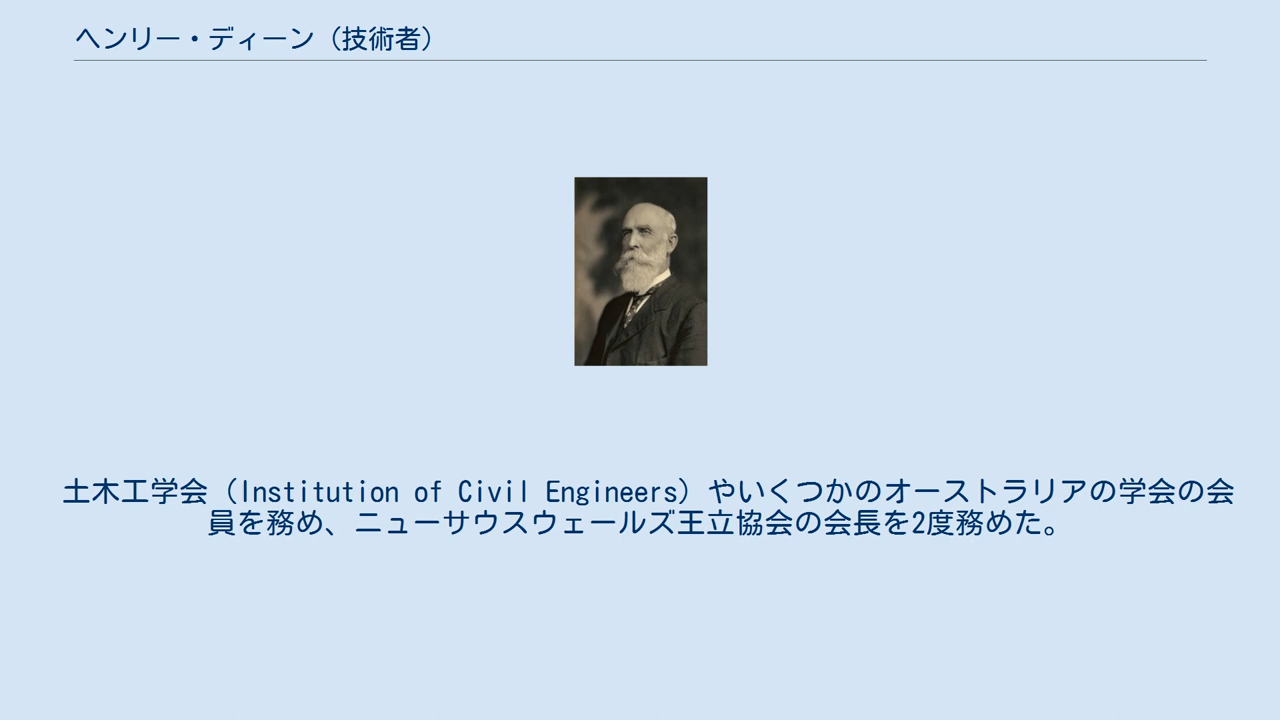 ヘンリー・ディーン（技術者）
土木工学会（Institution of Civil Engineers）やいくつかのオーストラリアの学会の会
員を務め、ニューサウスウェールズ王立協会の会長を2度務めた。